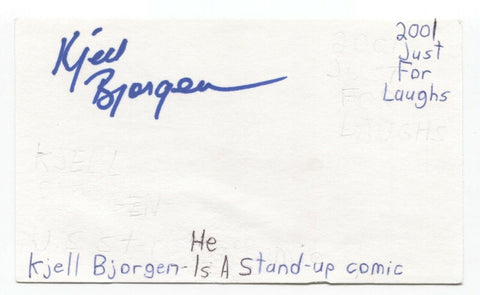 Kjell
Bjorgen
2001
Just
For
Laughs
He
Kjell Bjorgen-Is A Stand-up comic